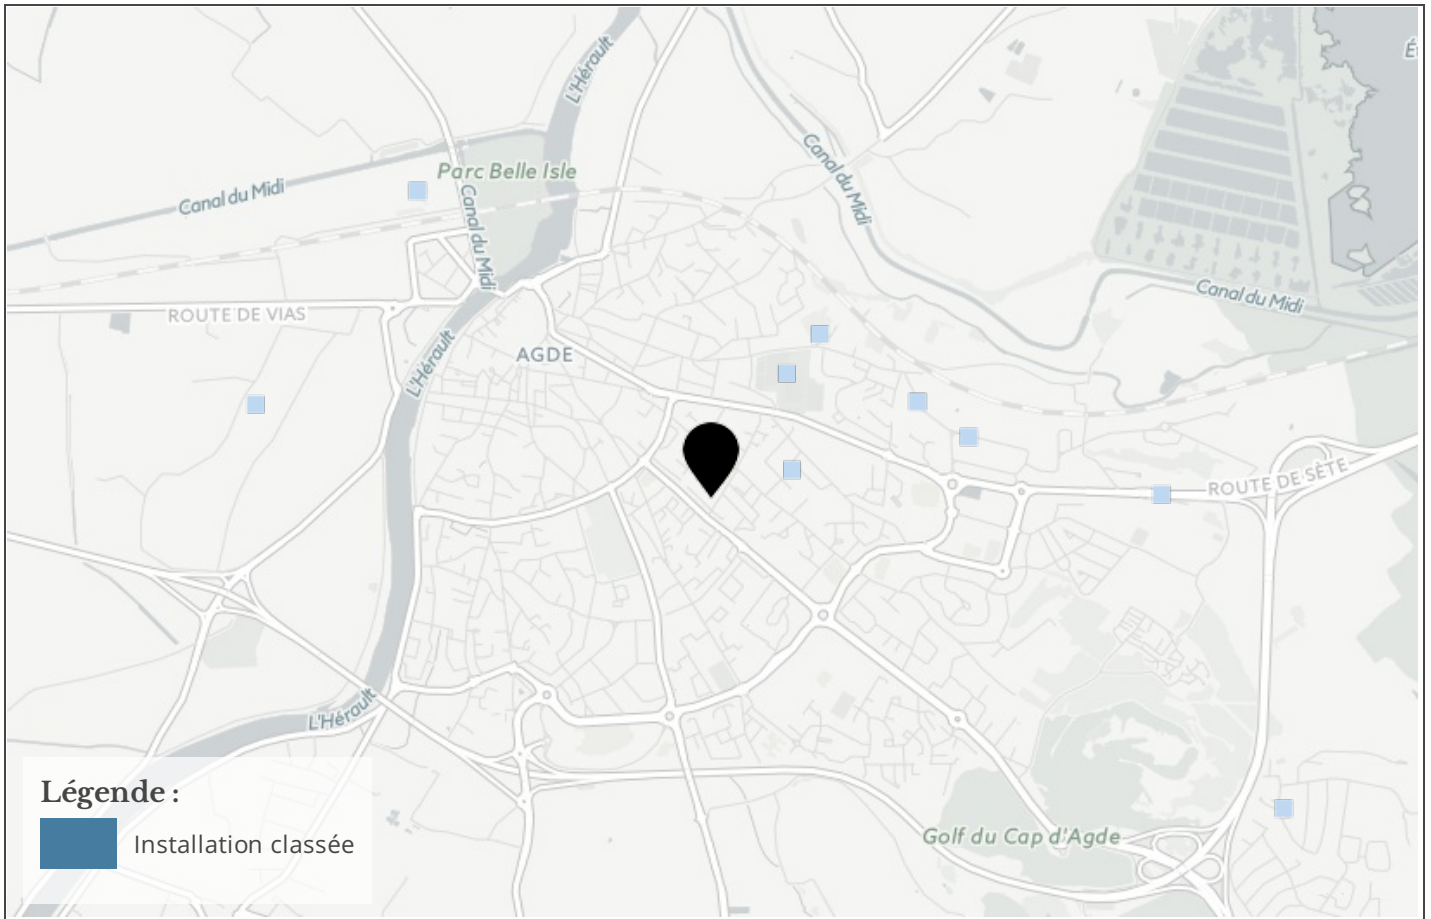 L'Hérault
É
Canal du Midi
Parc Belle Isle
Canal du Midi
Canal du Midi
Canal du Midi
ROUTE DE VIAS
AGDE
L'Hérault
ROUTE DE SÈTE
L'Hérault
Légende :
Installation classée
Golf du Cap d'Agde